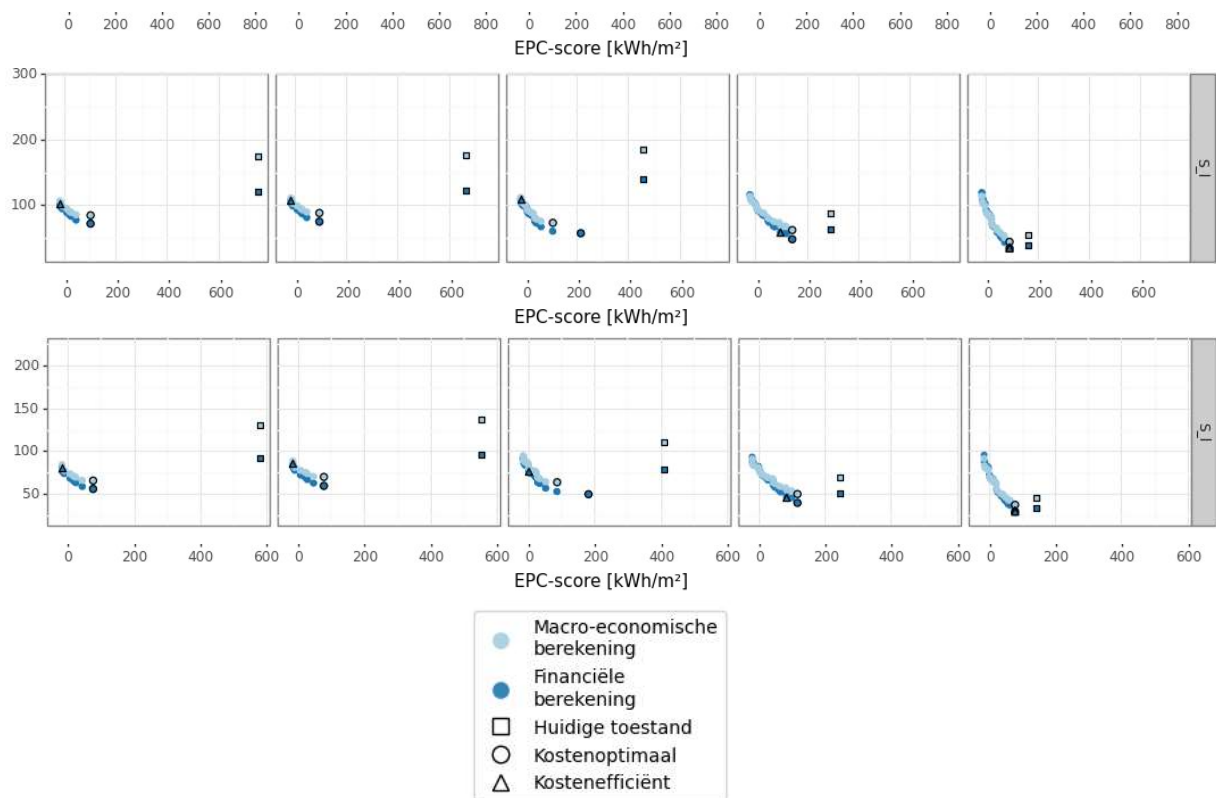 0 200 400 600 800 0 200 400 600 800 0 200 400 600 800 0 200 400 600 800 0 200 400 600 800
EPC-score [kWh/m²]
300
200
100
S_I
0 200 400 600 0 200 400 600 0 200 400 600 0 200 400 600 0 200 400 600
EPC-score [kWh/m²]
200
150
100
50
S_I
0 200 400 600 0 200 400 600 0 200 400 600 0 200 400 600 0 200 400 600
EPC-score [kWh/m²]
Macro-economische
berekening
Financiële
berekening
Huidige toestand
Kostenoptimaal
Kostenefficiënt